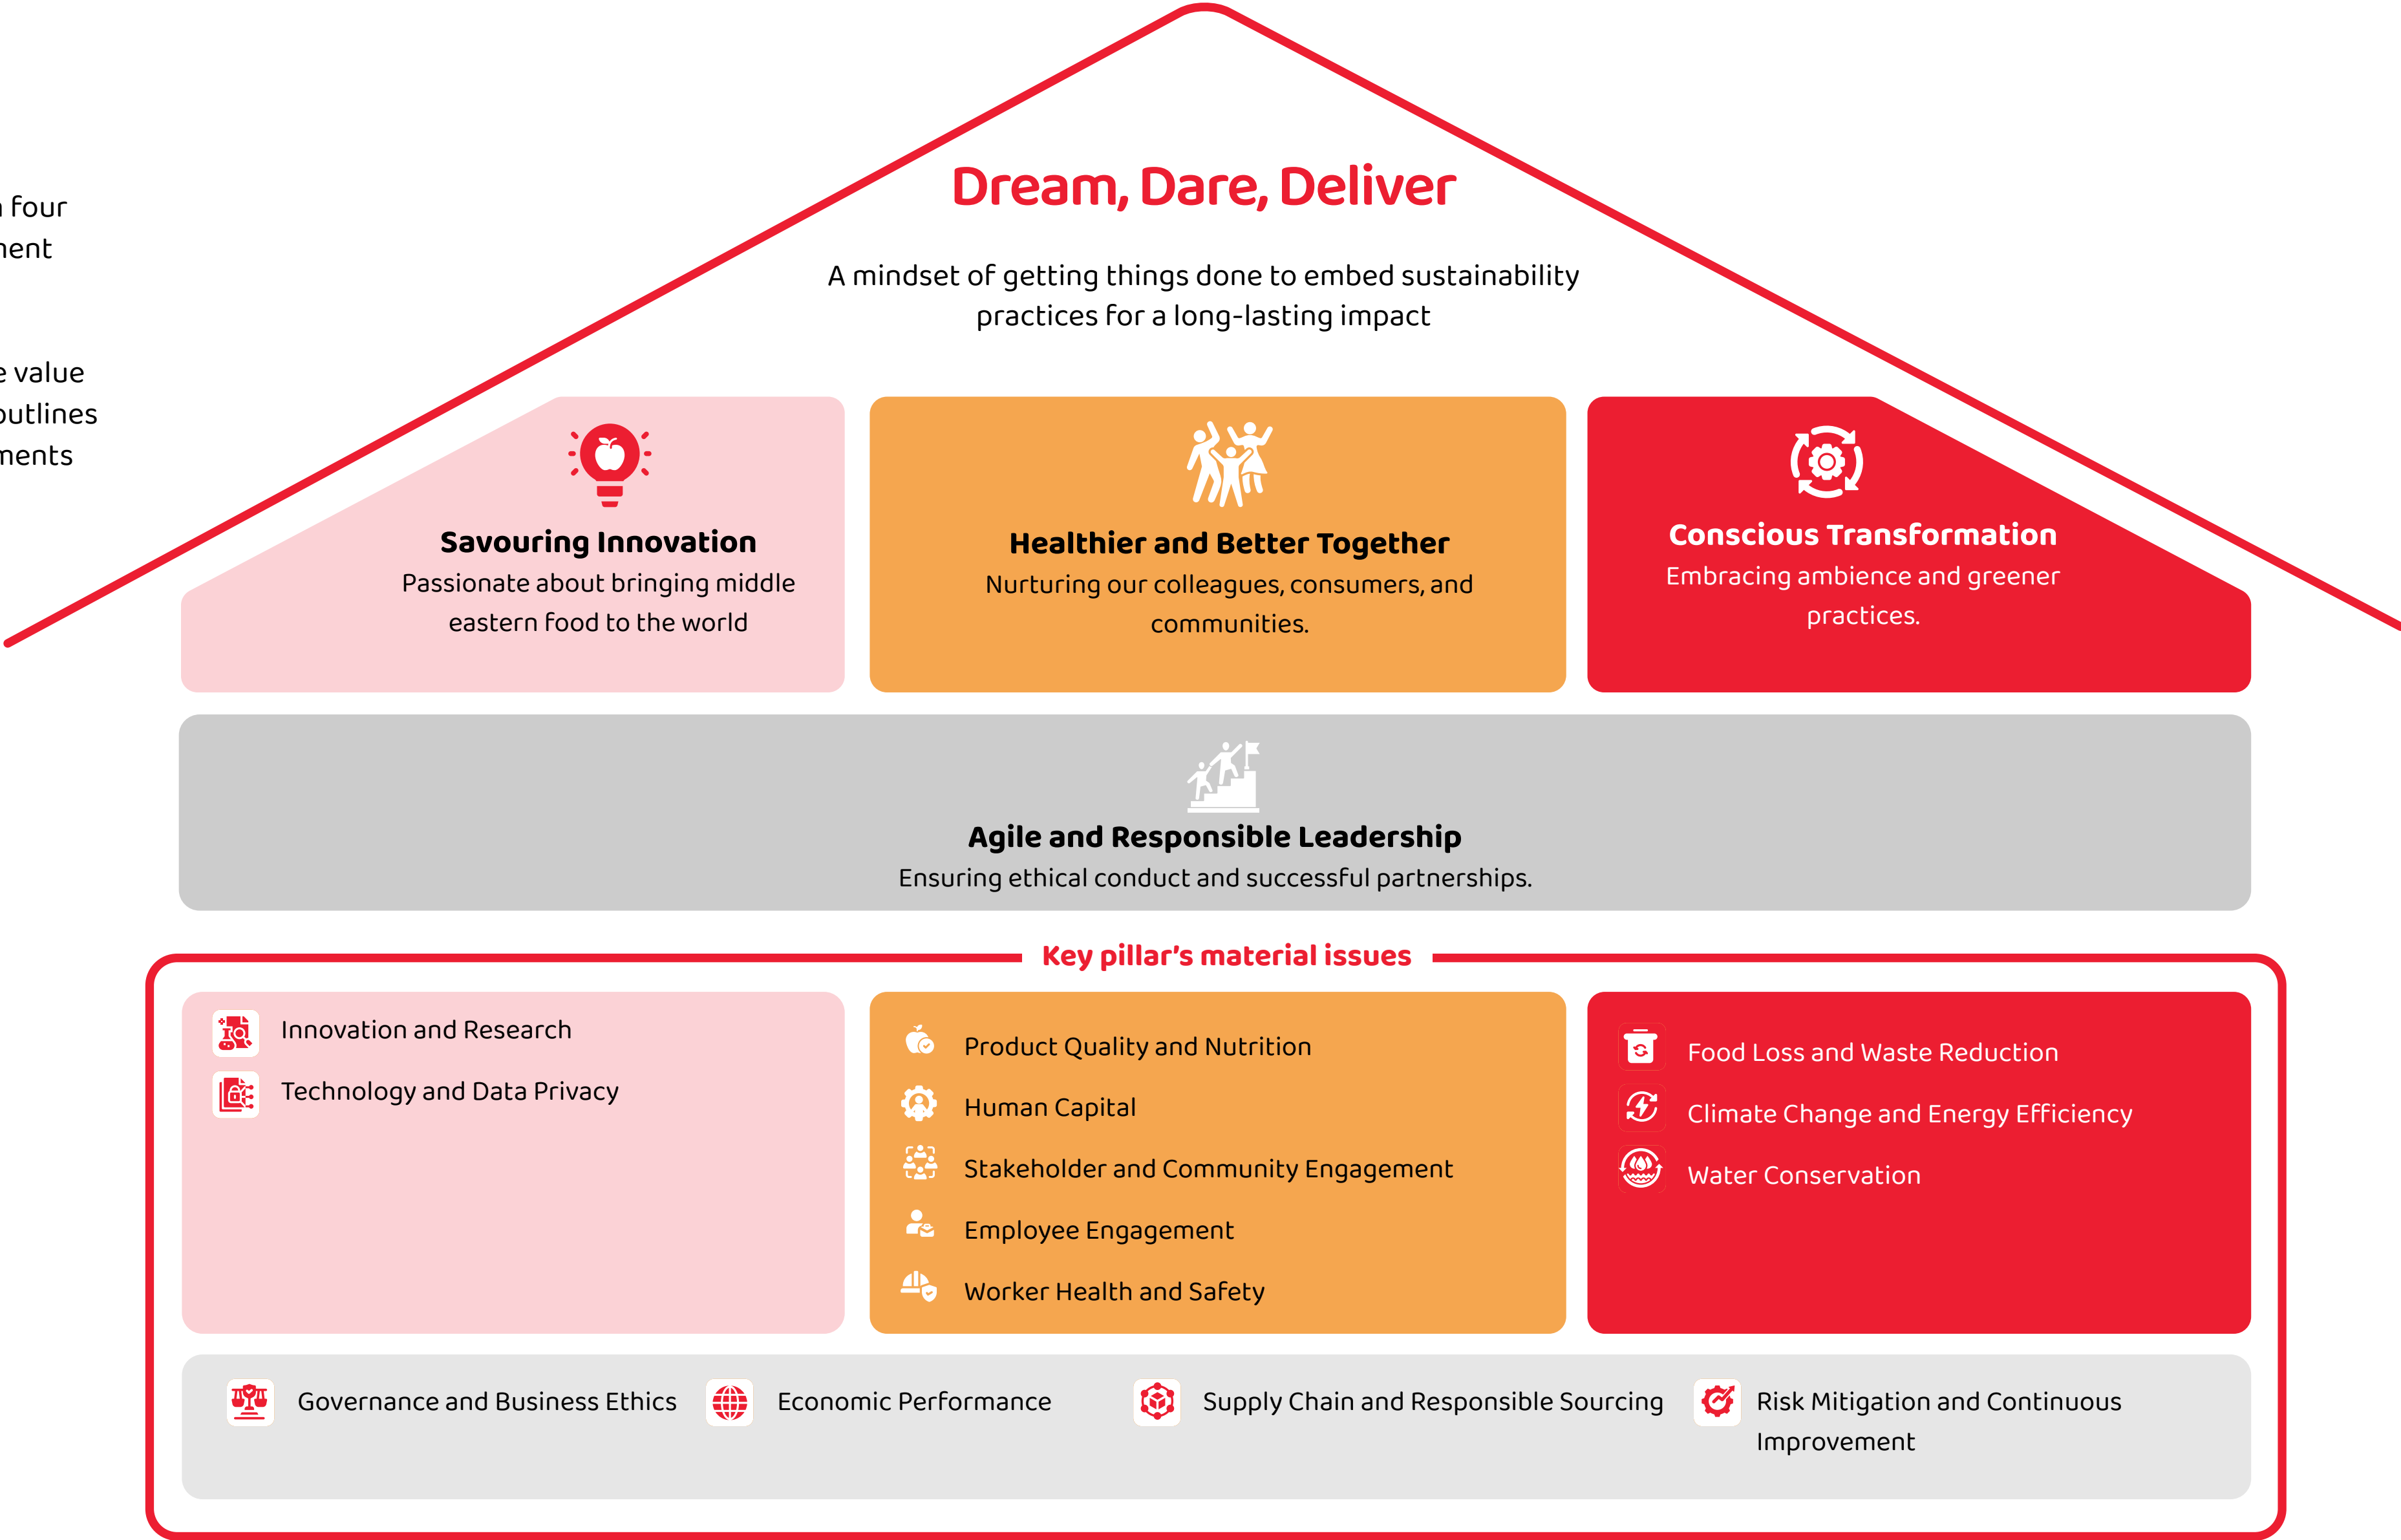 four
e value
outlines
Dream, Dare, Deliver
A mindset of getting things done to embed sustainability
practices for a long-lasting impact
Savouring Innovation
Passionate about bringing middle
eastern food to the world
Healthier and Better Together
Nurturing our colleagues, consumers, and
communities.
Conscious Transformation
Embracing ambience and greener
practices.
Agile and Responsible Leadership
Ensuring ethical conduct and successful partnerships.
Key pillar's material issues
Innovation and Research
Technology and Data Privacy
Product Quality and Nutrition
Human Capital
Stakeholder and Community Engagement
Employee Engagement
Worker Health and Safety
Food Loss and Waste Reduction
Climate Change and Energy Efficiency
Water Conservation
Governance and Business Ethics
Economic Performance
Supply Chain and Responsible Sourcing
Risk Mitigation and Continuous
Improvement